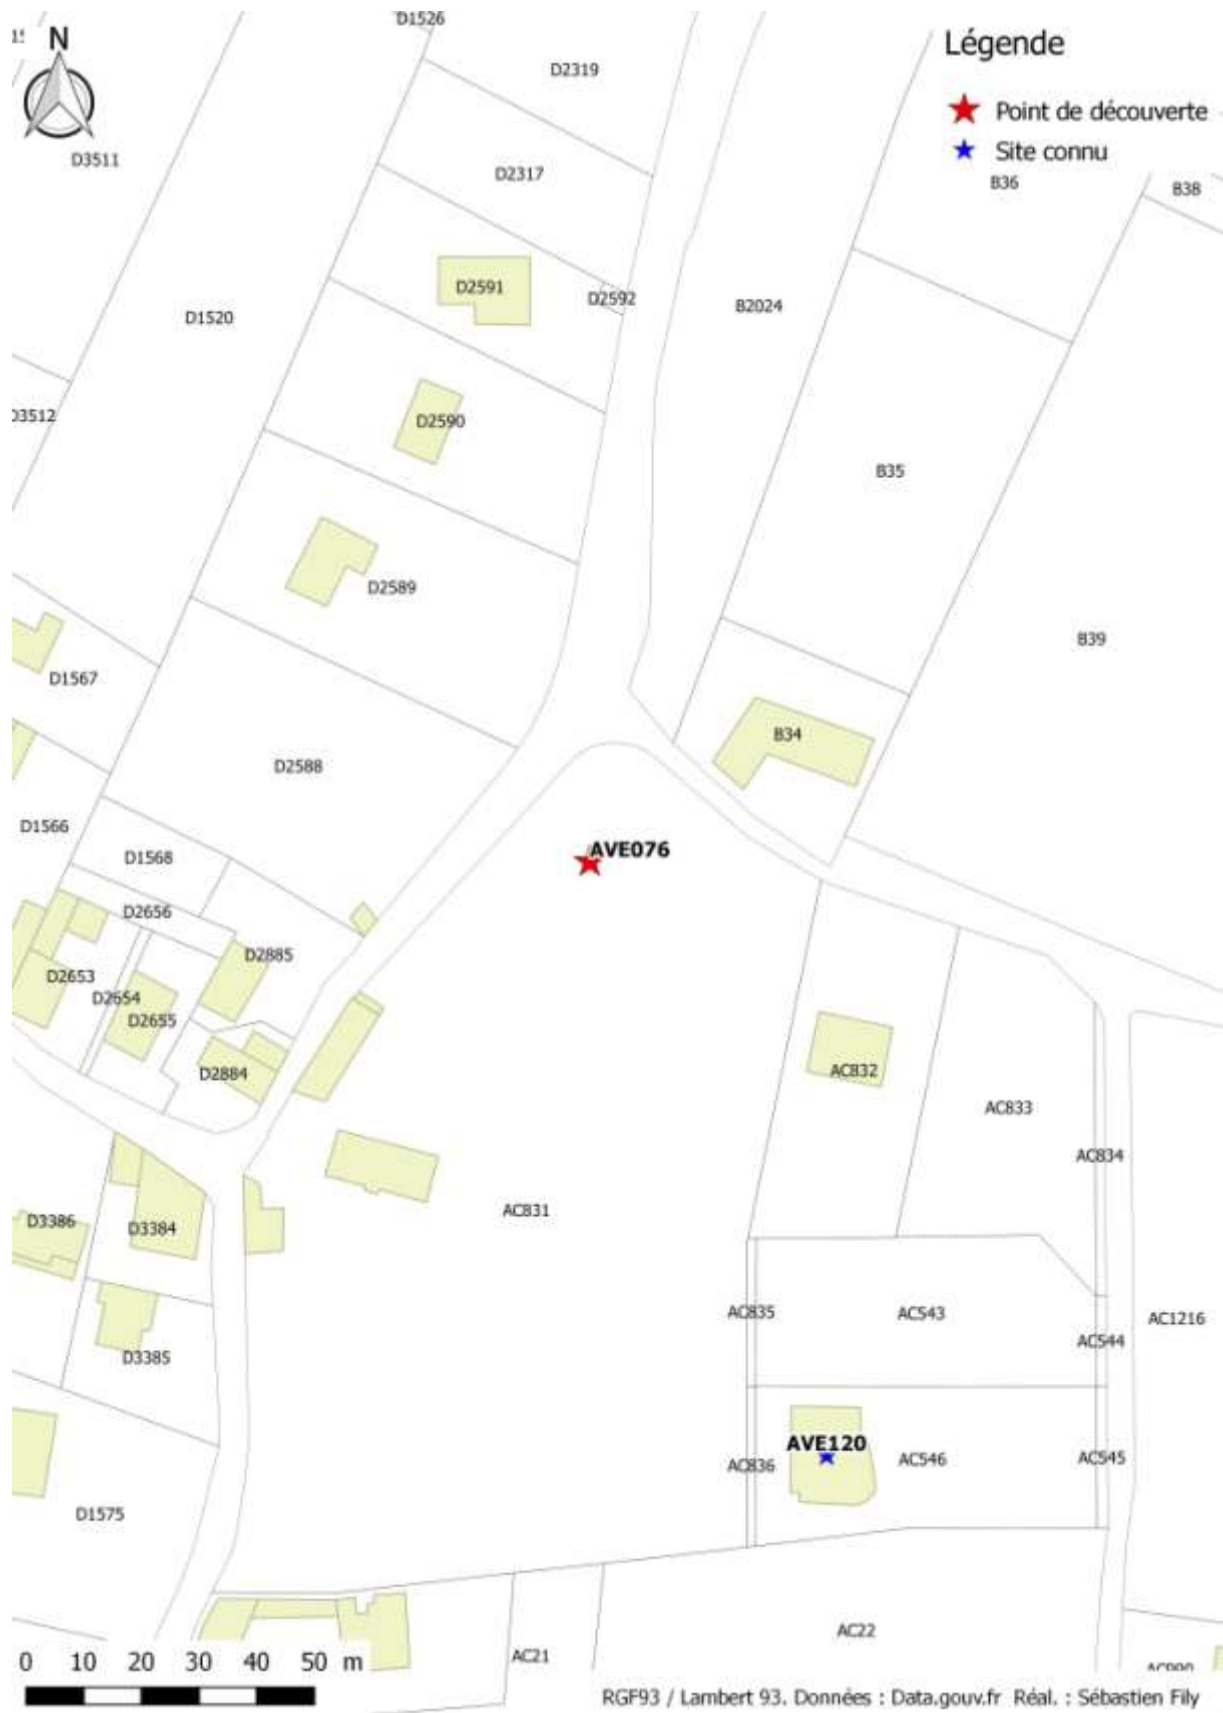 D1526
N
Légende
D2319
Point de découverte
Site connu
D3511
D2317
B36
B38
D2591
D2592
B2024
D1520
D3512
D2590
B35
D2589
B39
D1567
B34
D2588
D1566
AVE076
D1568
D2656
D2885
D2653
D2654
D2655
D2884
AC832
AC833
AC834
D3386
D3384
AC831
AC835
AC543
AC544
AC1216
D3385
AVE120
AC836
AC546
AC545
D1575
AC22
AC21
0 10 20 30 40 50 m
RGF93 / Lambert 93. Données : Data.gouv.fr Réal. : Sébastien Fily